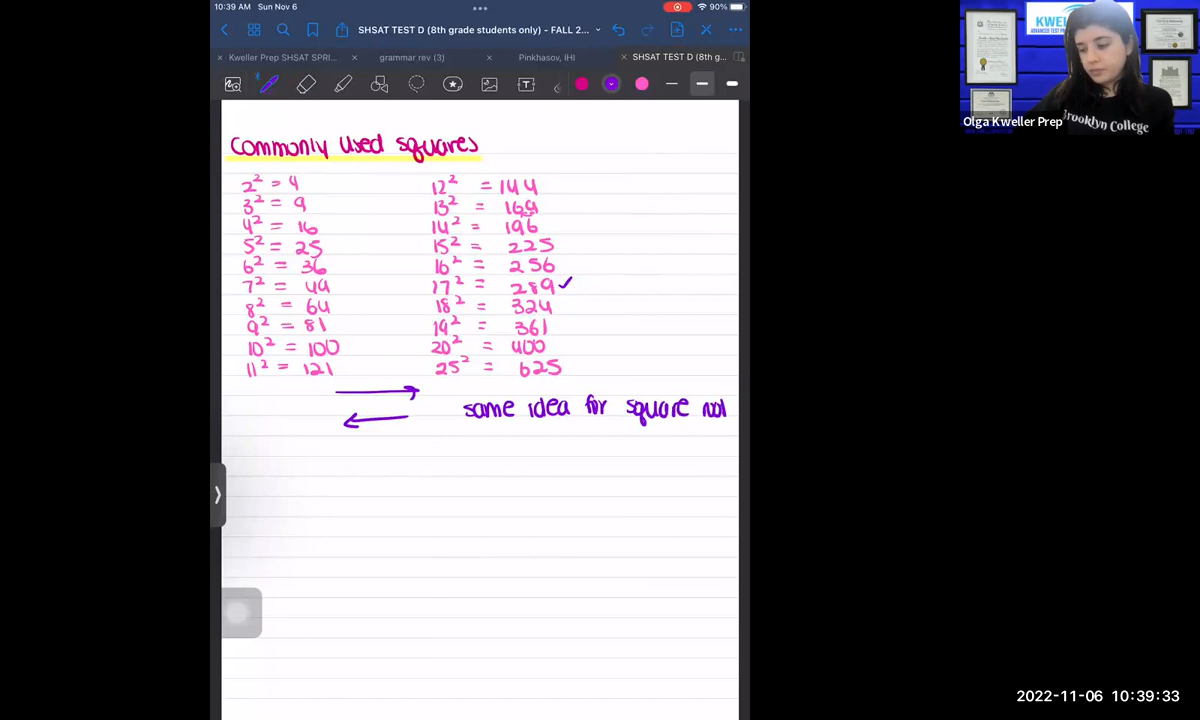 10:39 AM Sun Nov 6
90%
SHSAT TEST D (8th grade students only) - FALL 2...
Kweller Prep SHSAT SPRI...
grammar rev (3)
Pinkhasov, IHI
SHSAT TEST D (8th g...
Commonly Used Squares
2² = 4
3² = 9
4² = 16
5² = 25
6² = 36
7² = 49
8² = 64
9² = 81
10² = 100
11² = 121
12² = 144
13² = 169
14² = 196
15² = 225
16² = 256
17² = 289 ✓
18² = 324
19² = 361
20² = 400
25² = 625
same idea for square
KWEL
ADVANCED TEST P
Brooklyn College
Olga Kweller Prep
2022-11-06 10:39:33